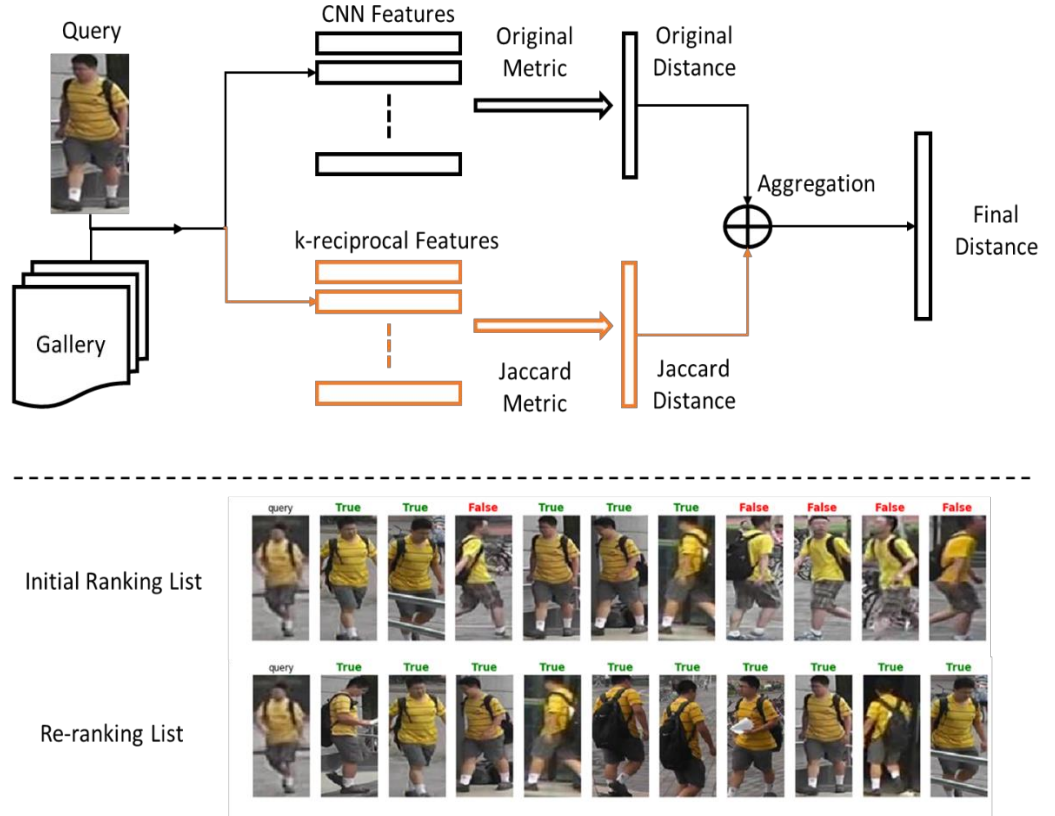 Query
CNN Features
Original
Metric
Original
Distance
Aggregation
Final
Distance
k-reciprocal Features
Gallery
Jaccard
Metric
Jaccard
Distance
query True True False True True True False False False False
Initial Ranking List
query True True True True True True True True True True
Re-ranking List